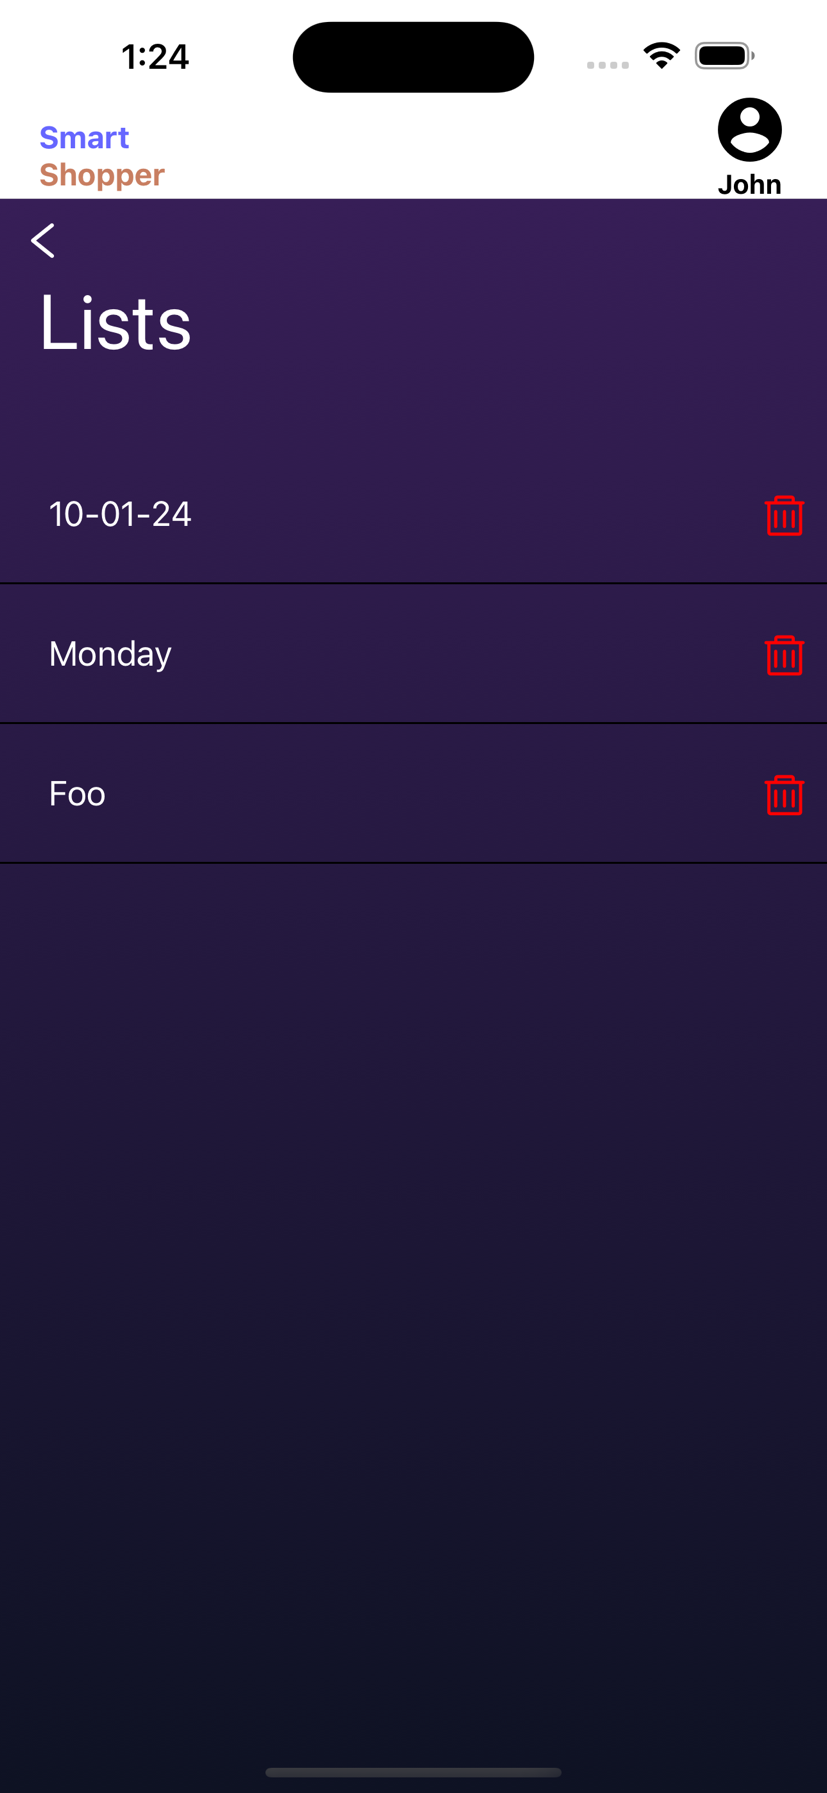 1:24
Smart
Shopper
John
Lists
10-01-24
Monday
Foo